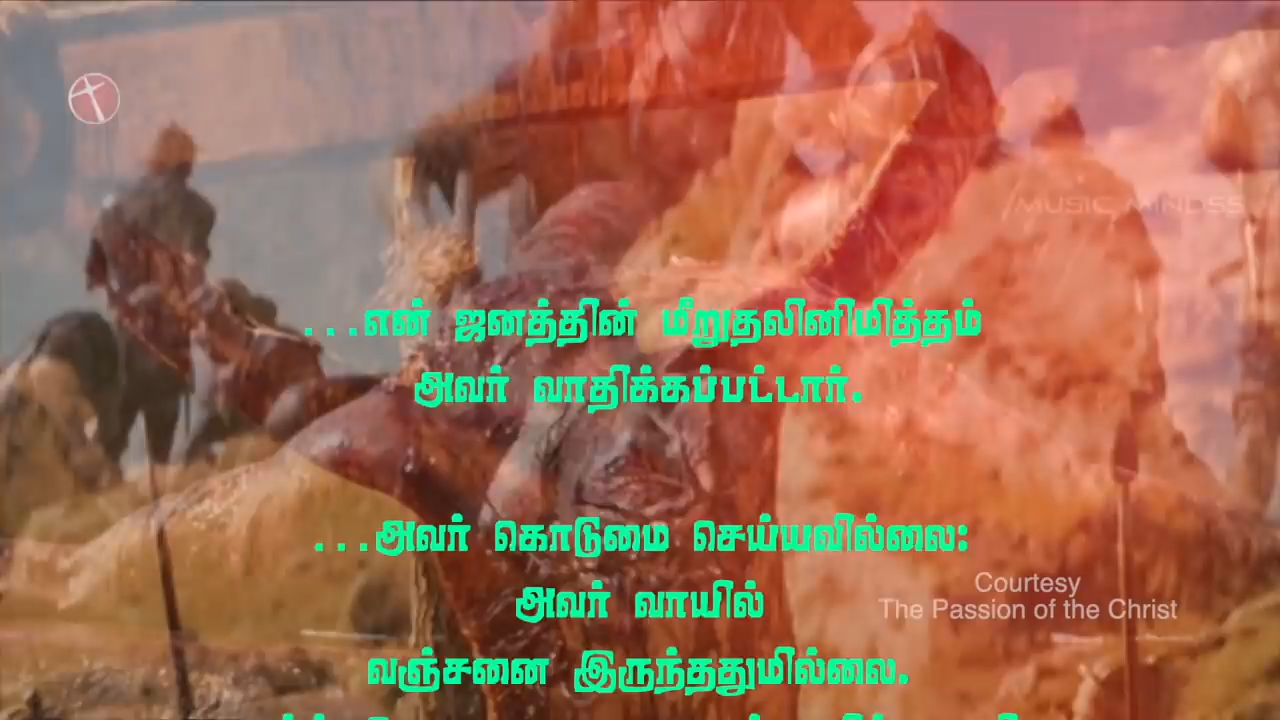 /MUSIC MINDSS
...என் ஜனத்தின் மீறுதலினிமித்தம்
அவர் வாதிக்கப்பட்டார்.
...அவர் கொடுமை செய்யவில்லை:
அவர் வாயில்
வஞ்சனை இருந்ததுமில்லை.
Courtesy
The Passion of the Christ